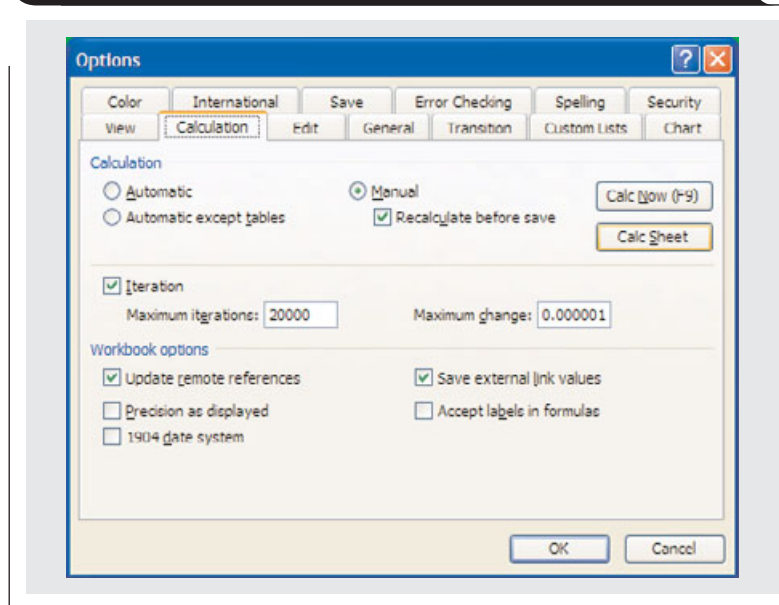 Options
Color International Save Error Checking Spelling Security
View Calculation Edit General Transition Custom Lists Chart
Calculation
Automatic Manual Calc Now (F9)
Automatic except tables Recalculate before save
Calc Sheet
Iteration
Maximum iterations: 20000 Maximum change: 0.000001
Workbook options
Update remote references Save external link values
Precision as displayed Accept labels in formulas
1904 date system
OK Cancel